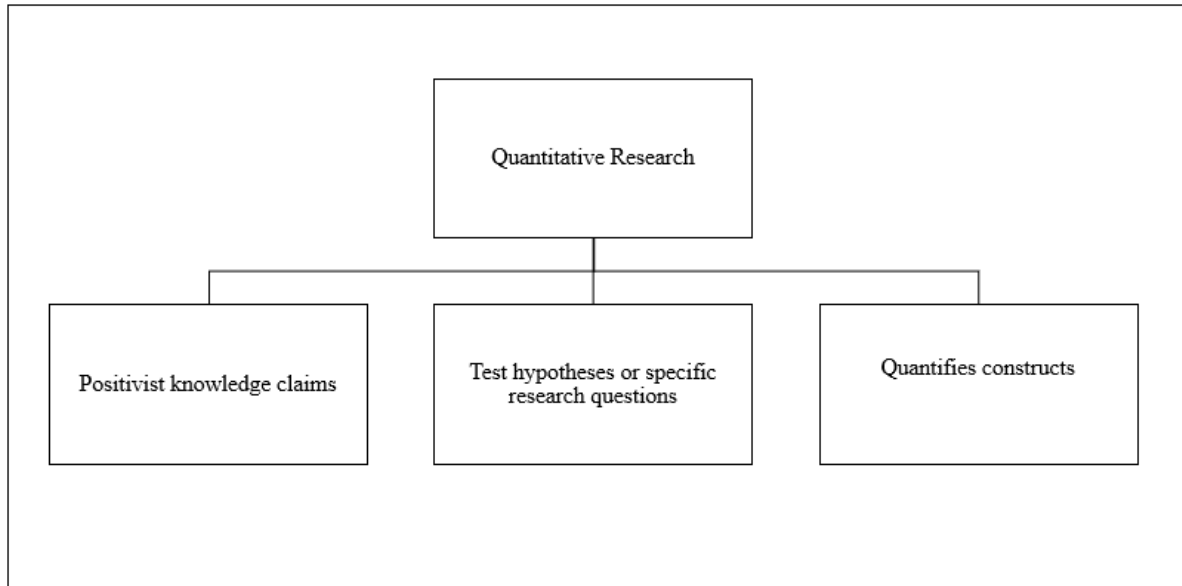 Quantitative Research
Positivist knowledge claims
Test hypotheses or specific
research questions
Quantifies constructs